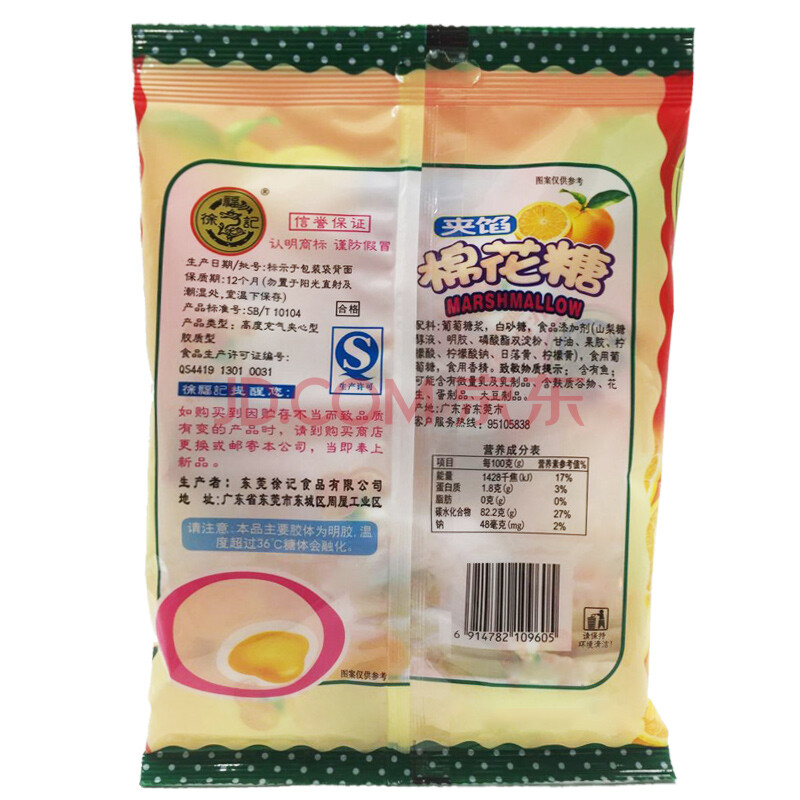 徐福記
®
信誉保证
认明商标 谨防假冒
生产日期/批号:标示于包装袋背面
保质期:12个月(勿置于阳光直射及
潮湿处,室温下保存)
产品标准号:SB/T 10104
合格
产品类型:高度充气夹心型
胶质型
食品生产许可证编号:
QS4419 1301 0031
生产许可
徐福記提醒您:
如购买到因贮存不当而致品质
有变的产品时,请到购买商店
更换或邮寄本公司,当即奉上
新品。
生产者:东莞徐记食品有限公司
地 址:广东省东莞市东城区周屋工业区
请注意:本品主要胶体为明胶,温
度超过36℃糖体会融化。
图案仅供参考
图案仅供参考
夹馅
棉花糖
MARSHMALLOW
配料:葡萄糖浆,白砂糖,食品添加剂(山梨糖
醇液、明胶、磷酸酯双淀粉、甘油、果胶、柠
檬酸、柠檬酸钠、日落黄、柠檬黄),食用葡
萄糖,食用香精。致敏物质提示:含有鱼;
可能含有微量乳及乳制品、含麸质谷物、花
生、蛋制品、大豆制品。
产地:广东省东莞市
客户服务热线:95105838
营养成分表
项目 每100克(g) 营养素参考值%
能量 1428千焦(kJ) 17%
蛋白质 1.8克(g) 3%
脂肪 0克(g) 0%
碳水化合物 82.2克(g) 27%
钠 48毫克(mg) 2%
6 914782 109605
请保持
环境清洁!
JD.COM 京东